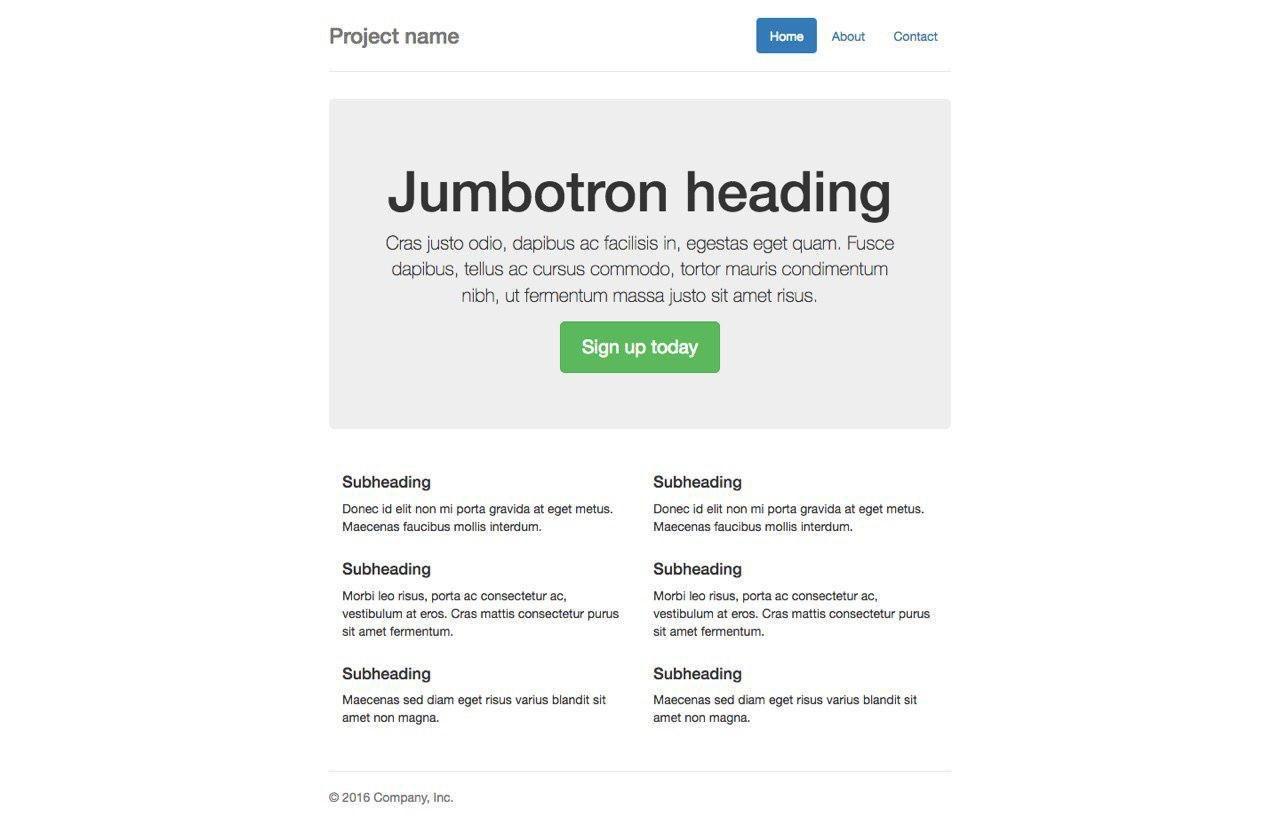 Project name
Home
About
Contact
Jumbotron heading
Cras justo odio, dapibus ac facilisis in, egestas eget quam. Fusce
dapibus, tellus ac cursus commodo, tortor mauris condimentum
nibh, ut fermentum massa justo sit amet risus.
Sign up today
Subheading
Donec id elit non mi porta gravida at eget metus.
Maecenas faucibus mollis interdum.
Subheading
Morbi leo risus, porta ac consectetur ac,
vestibulum at eros. Cras mattis consectetur purus
sit amet fermentum.
Subheading
Maecenas sed diam eget risus varius blandit sit
amet non magna.
Subheading
Donec id elit non mi porta gravida at eget metus.
Maecenas faucibus mollis interdum.
Subheading
Morbi leo risus, porta ac consectetur ac,
vestibulum at eros. Cras mattis consectetur purus
sit amet fermentum.
Subheading
Maecenas sed diam eget risus varius blandit sit
amet non magna.
© 2016 Company, Inc.